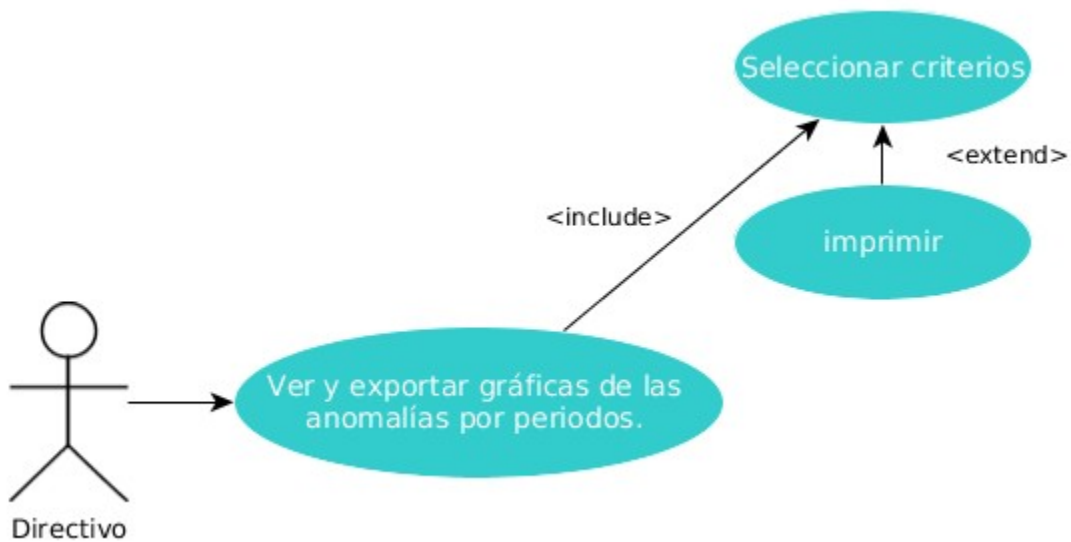 Seleccionar criterios
<extend>
<include>
imprimir
Ver y exportar gráficas de las
anomalías por periodos.
Directivo